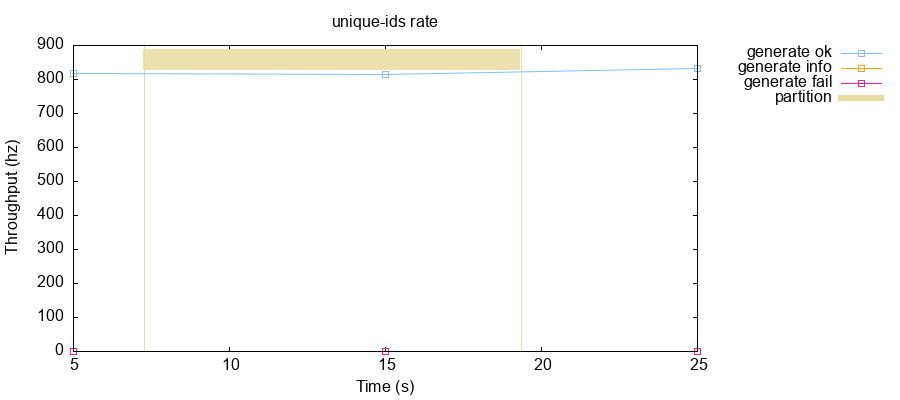 unique-ids rate
900
800
700
600
500
400
300
200
100
0
5
10
15
20
25
Throughput (hz)
Time (s)
generate ok
generate info
generate fail
partition